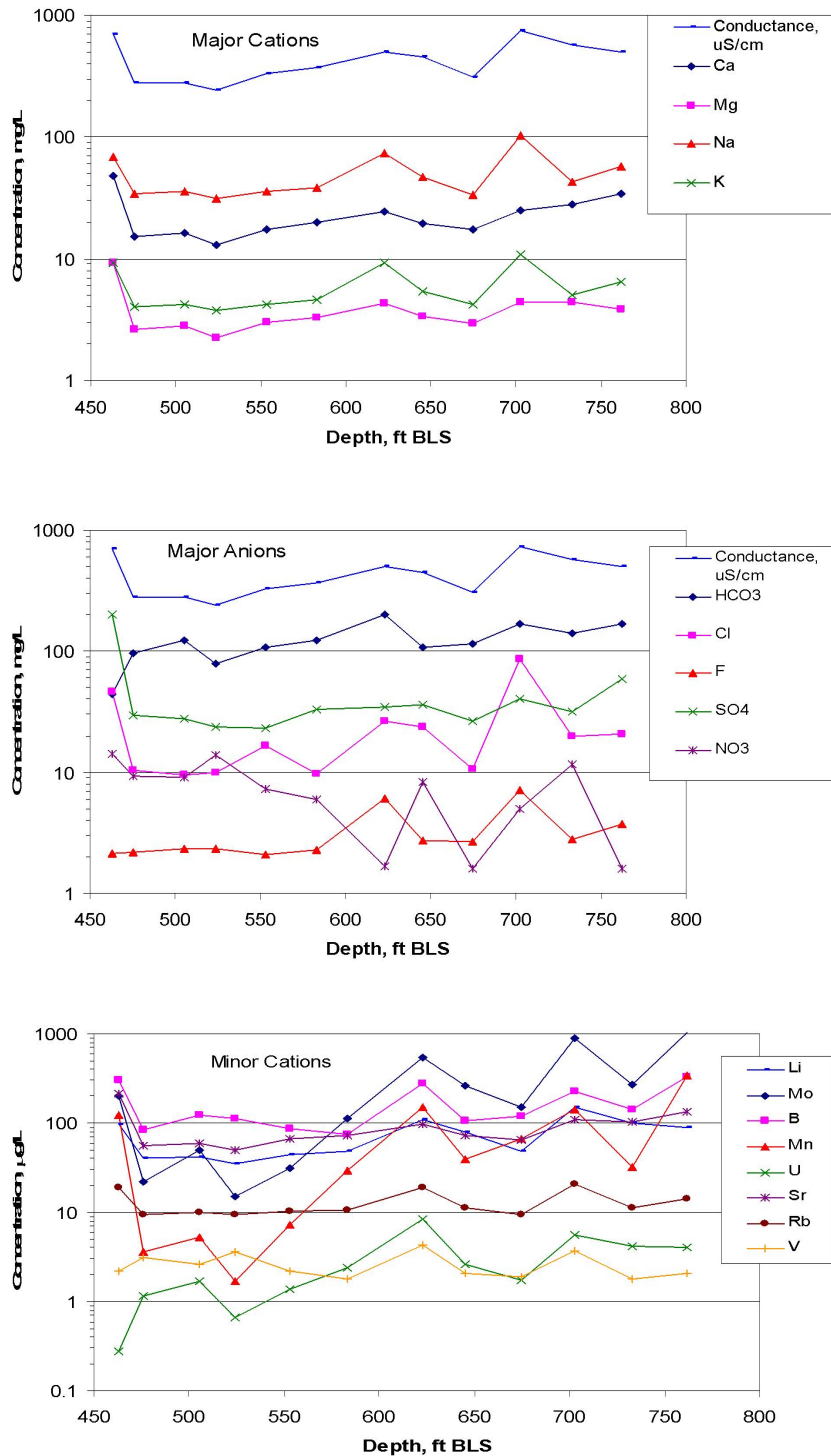 Major Cations
1000
100
10
1
450 500 550 600 650 700 750 800
Concentration, mg/L
Depth, ft BLS
Conductance,
uS/cm
Ca
Mg
Na
K
Major Anions
1000
100
10
1
450 500 550 600 650 700 750 800
Concentration, mg/L
Depth, ft BLS
Conductance,
uS/cm
HCO3
Cl
F
SO4
NO3
Minor Cations
1000
100
10
1
0.1
450 500 550 600 650 700 750 800
Concentration, µg/L
Depth, ft BLS
Li
Mo
B
Mn
U
Sr
Rb
V